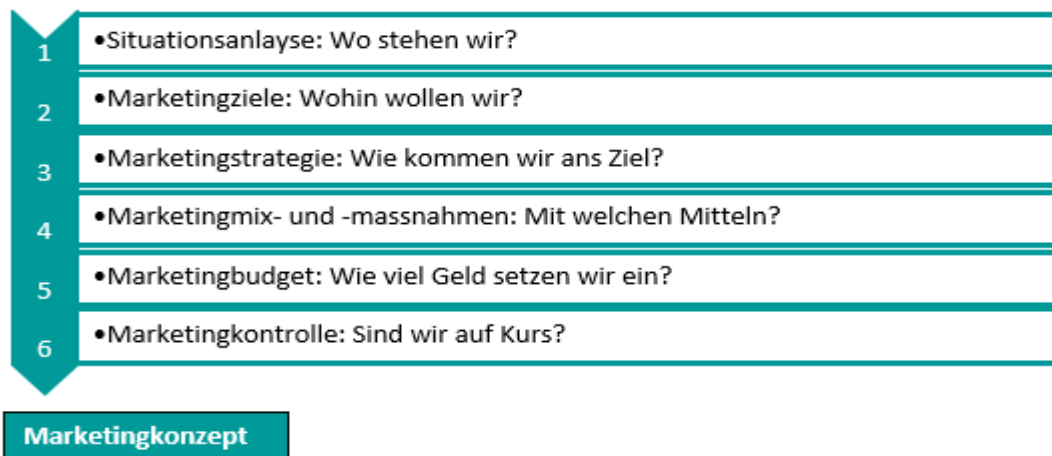 1 •Situationsanlayse: Wo stehen wir?
2 •Marketingziele: Wohin wollen wir?
3 •Marketingstrategie: Wie kommen wir ans Ziel?
4 •Marketingmix- und -massnahmen: Mit welchen Mitteln?
5 •Marketingbudget: Wie viel Geld setzen wir ein?
6 •Marketingkontrolle: Sind wir auf Kurs?
Marketingkonzept